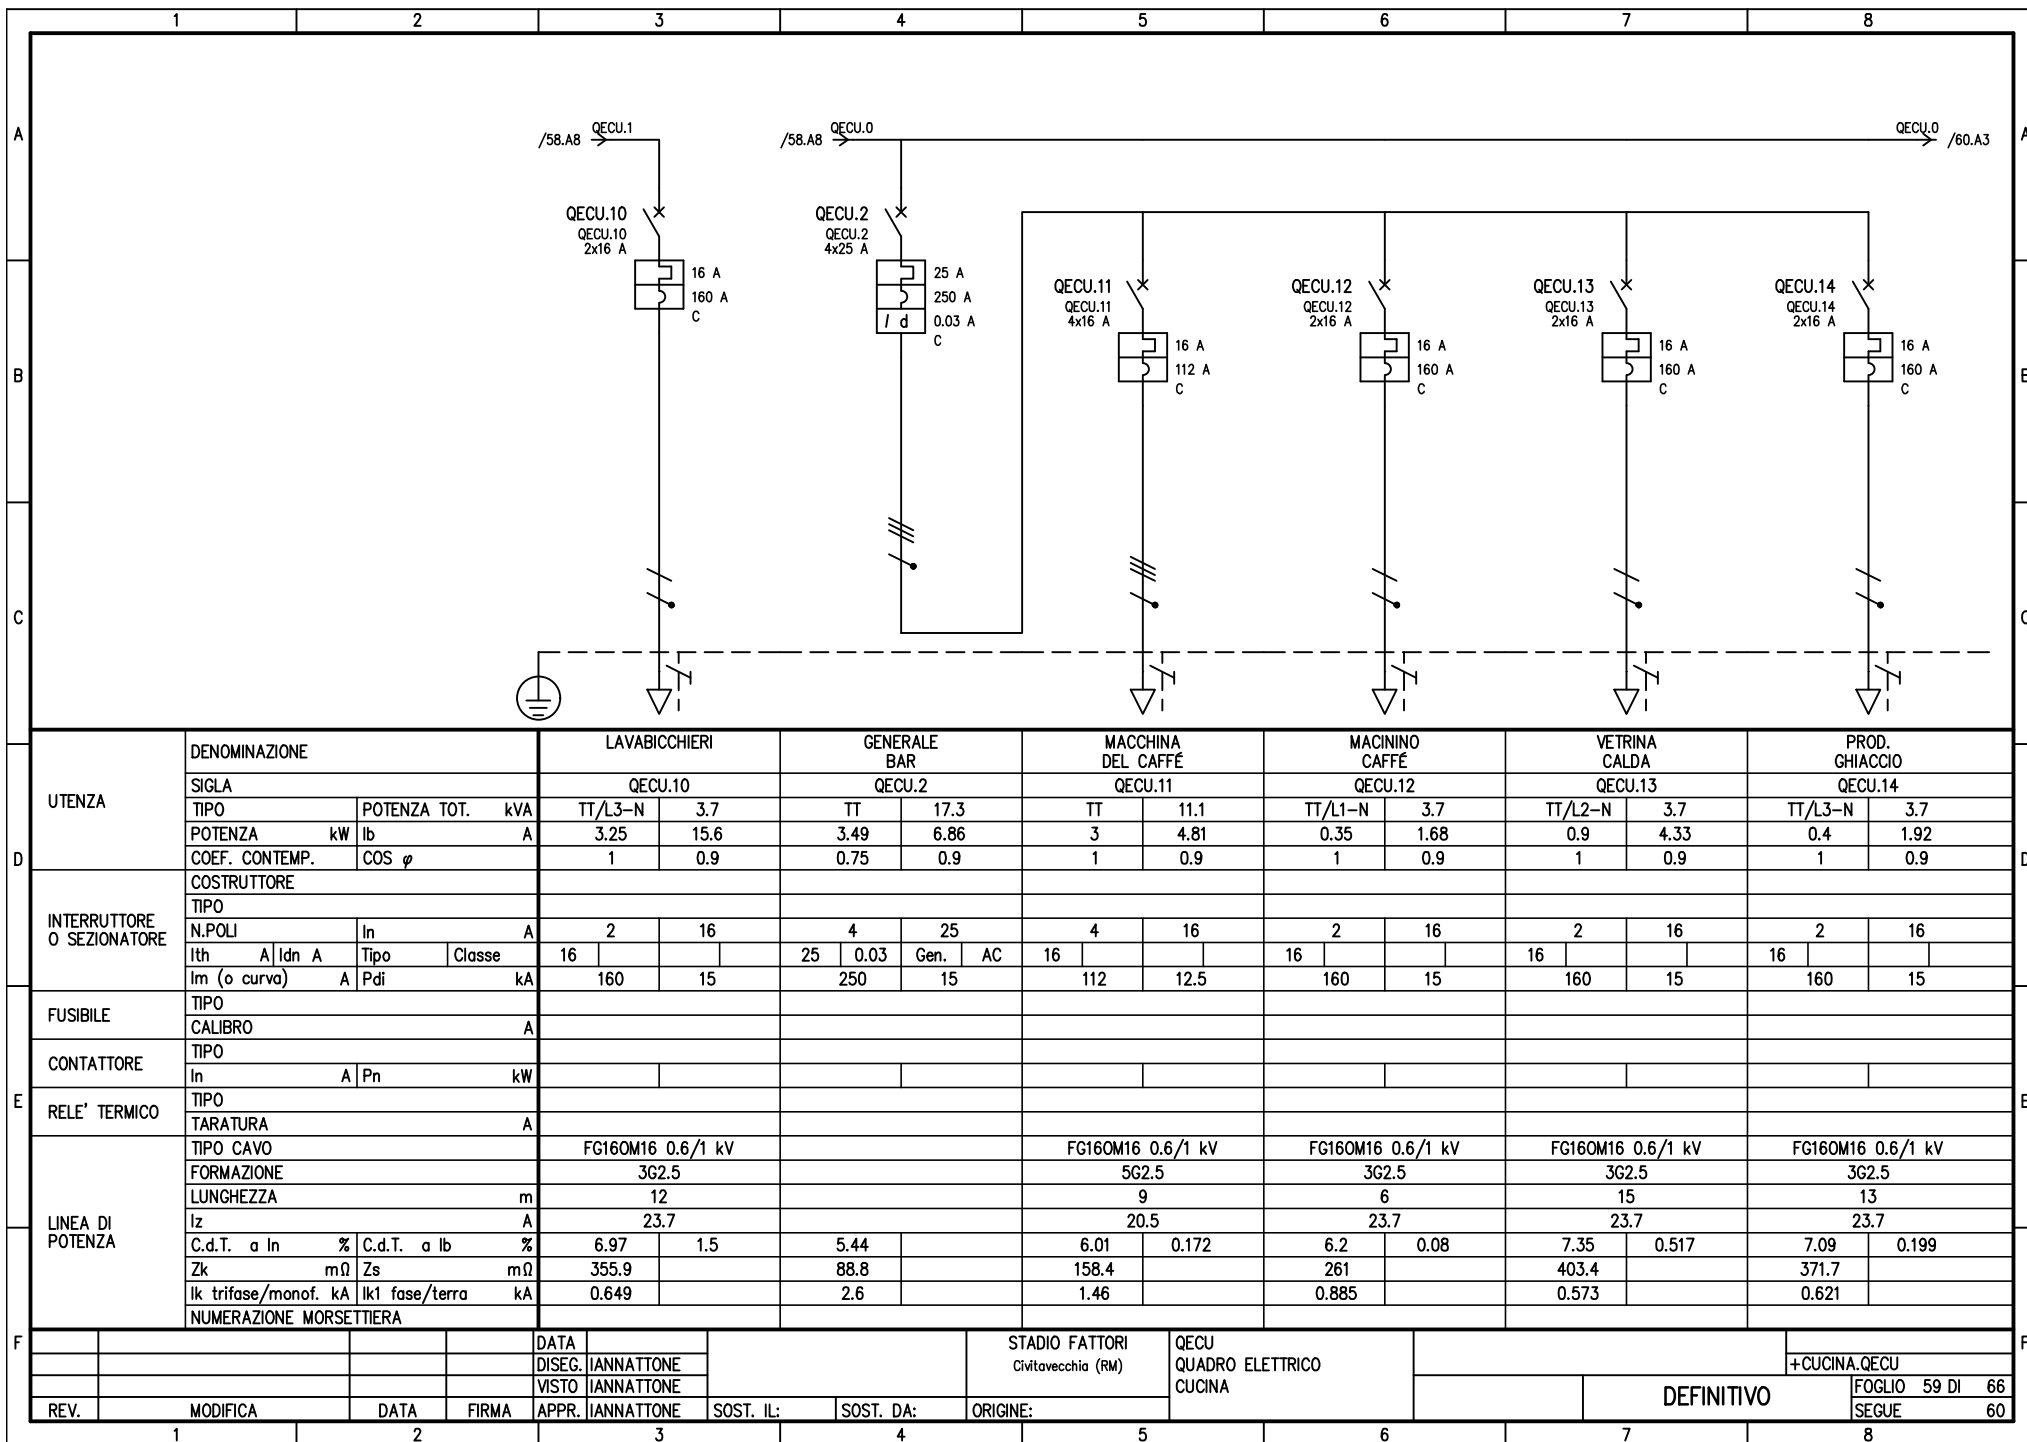 1 2 3 4 5 6 7 8
A
/58.A8 QECU.1
/58.A8 QECU.0
QECU.0 /60.A3
A
QECU.10
QECU.10
2x16 A
16 A
160 A
C
QECU.2
QECU.2
4x25 A
25 A
250 A
I d 0.03 A
C
QECU.11
QECU.11
4x16 A
16 A
112 A
C
QECU.12
QECU.12
2x16 A
16 A
160 A
C
QECU.13
QECU.13
2x16 A
16 A
160 A
C
QECU.14
QECU.14
2x16 A
16 A
160 A
C
B
C
UTENZA
DENOMINAZIONE LAVABICCHIERI GENERALE BAR MACCHINA DEL CAFFÉ MACININO CAFFÉ VETRINA CALDA PROD. GHIACCIO
SIGLA QECU.10 QECU.2 QECU.11 QECU.12 QECU.13 QECU.14
TIPO POTENZA TOT. kVA TT/L3-N 3.7 TT 17.3 TT 11.1 TT/L1-N 3.7 TT/L2-N 3.7 TT/L3-N 3.7
POTENZA kW Ib A 3.25 15.6 3.49 6.86 3 4.81 0.35 1.68 0.9 4.33 0.4 1.92
D COEF. CONTEMP. COS φ 1 0.9 0.75 0.9 1 0.9 1 0.9 1 0.9 1 0.9
INTERRUTTORE
O SEZIONATORE
COSTRUTTORE
TIPO
N.POLI In A 2 16 4 25 4 16 2 16 2 16 2 16
Ith A Idn A Tipo Classe 16 25 0.03 Gen. AC 16 16 16 16
Im (o curva) A Pdi kA 160 15 250 15 112 12.5 160 15 160 15 160 15
FUSIBILE
TIPO
CALIBRO A
CONTATTORE
TIPO
In A Pn kW
E
RELE' TERMICO
TIPO
TARATURA A
LINEA DI
POTENZA
TIPO CAVO FG16OM16 0.6/1 kV FG16OM16 0.6/1 kV FG16OM16 0.6/1 kV FG16OM16 0.6/1 kV FG16OM16 0.6/1 kV
FORMAZIONE 3G2.5 5G2.5 3G2.5 3G2.5 3G2.5
LUNGHEZZA m 12 9 6 15 13
Iz A 23.7 20.5 23.7 23.7 23.7
C.d.T. a In % C.d.T. a Ib % 6.97 1.5 5.44 6.01 0.172 6.2 0.08 7.35 0.517 7.09 0.199
Zk mΩ Zs mΩ 355.9 88.8 158.4 261 403.4 371.7
Ik trifase/monof. kA Ik1 fase/terra kA 0.649 2.6 1.46 0.885 0.573 0.621
NUMERAZIONE MORSETTIERA
F
DATA STADIO FATTORI QECU
DISEG. IANNATTONE Civitavecchia (RM) QUADRO ELETTRICO +CUCINA.QECU
VISTO IANNATTONE CUCINA DEFINITIVO FOGLIO 59 DI 66
REV. MODIFICA DATA FIRMA APPR. IANNATTONE SOST. IL: SOST. DA: ORIGINE: SEGUE 60
1 2 3 4 5 6 7 8